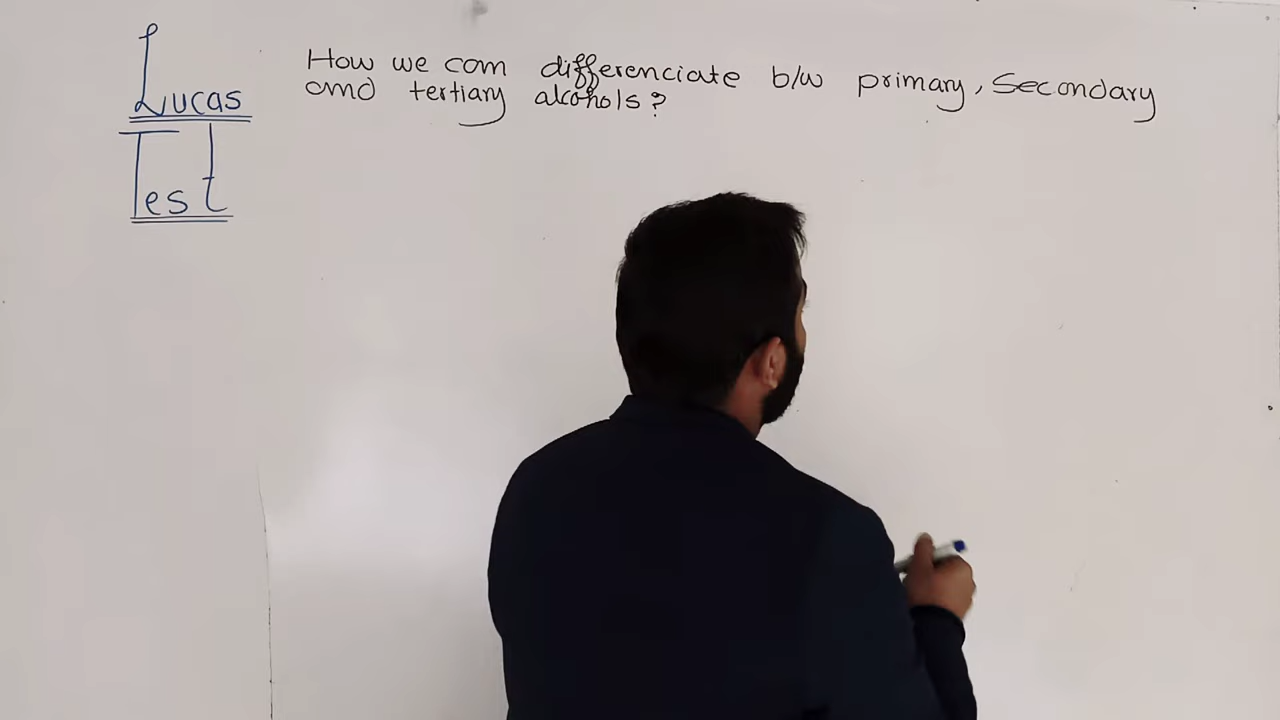 Lucas
Test
How we can differenciate b/w primary, Secondary
and tertiary alcohols?